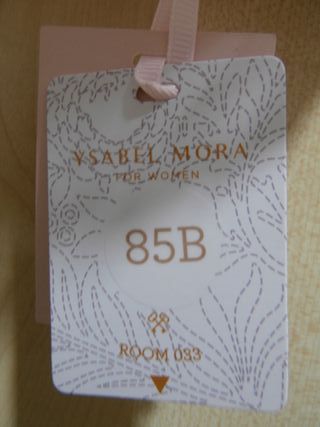 YSABEL MORA
FOR WOMEN
85B
ROOM 033